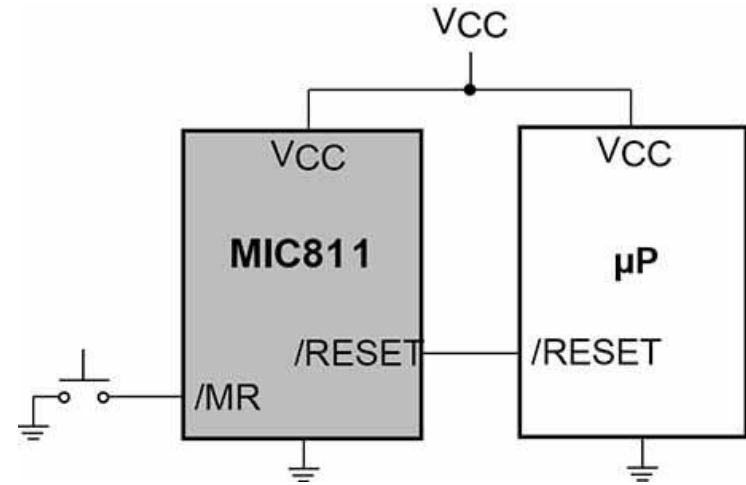 VCC
VCC
VCC
MIC811
µP
/RESET
/RESET
/MR